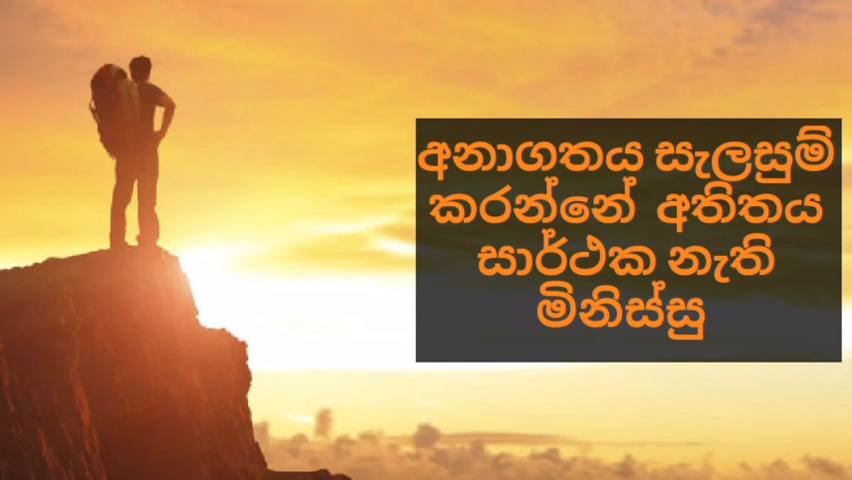 අනාගතය සැලසුම්
කරන්නේ අතිතය
සාර්ථක නැති
මිනිස්සු